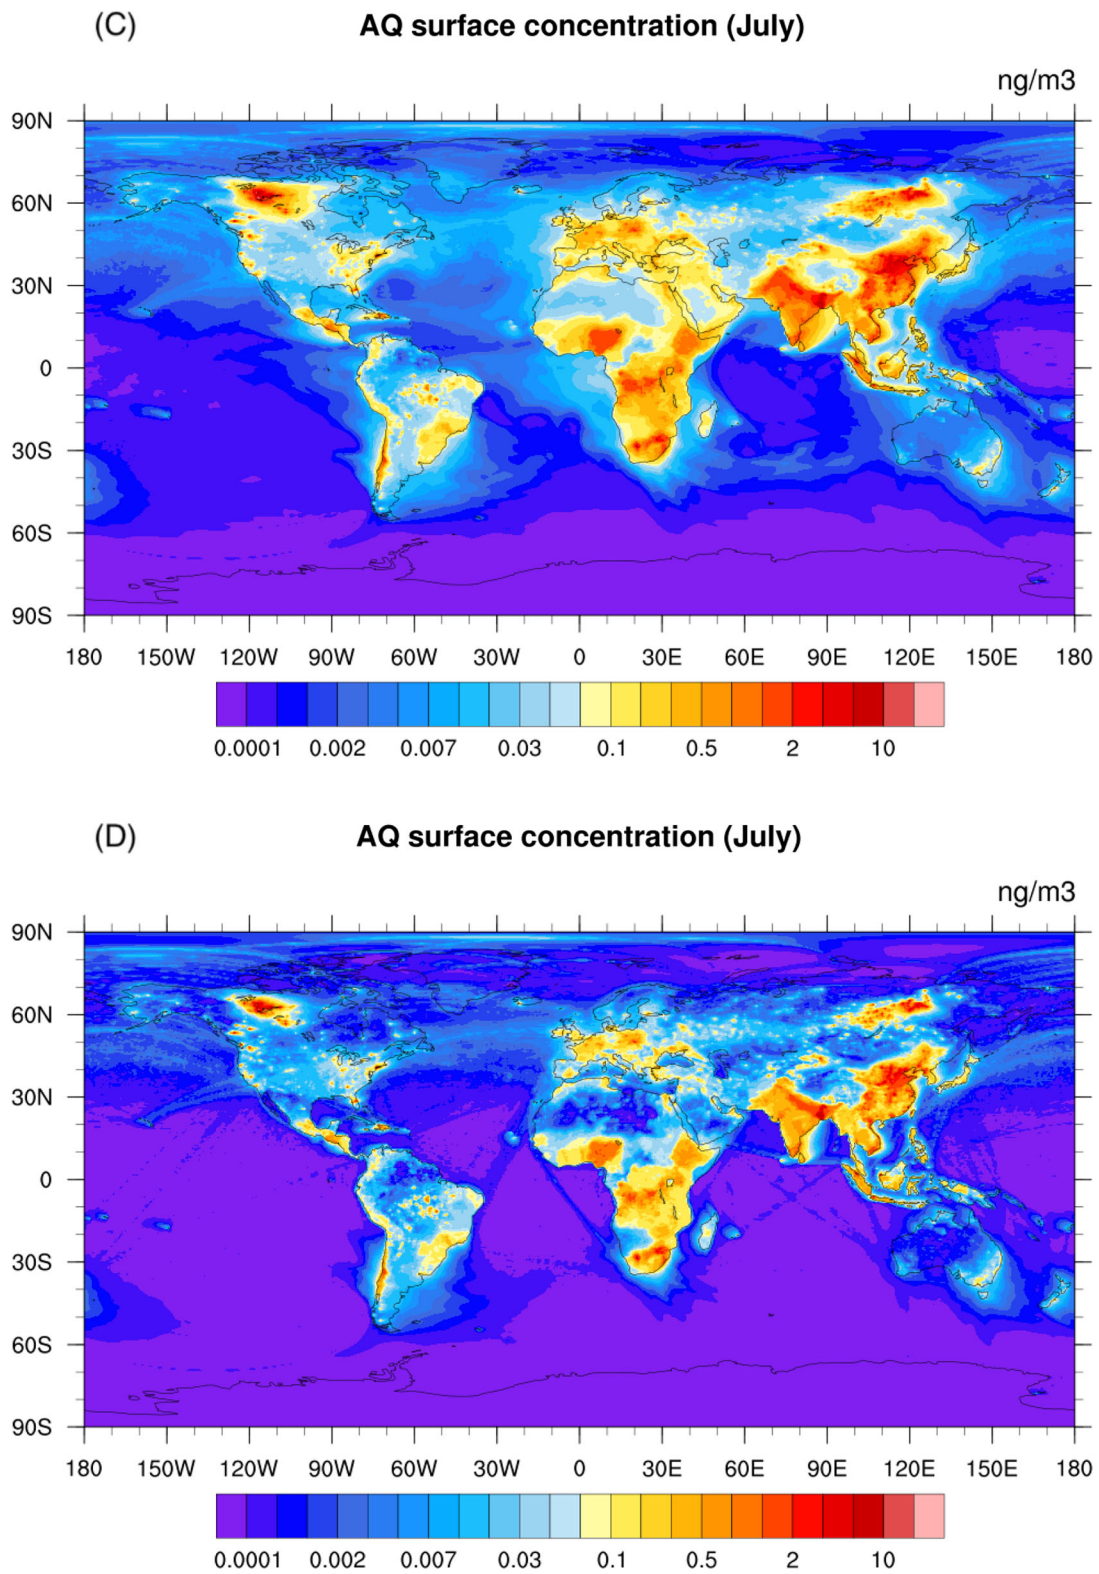 (C) AQ surface concentration (July)
ng/m3
90N
60N
30N
0
30S
60S
90S
180 150W 120W 90W 60W 30W 0 30E 60E 90E 120E 150E 180
0.0001 0.002 0.007 0.03 0.1 0.5 2 10
(D) AQ surface concentration (July)
ng/m3
90N
60N
30N
0
30S
60S
90S
180 150W 120W 90W 60W 30W 0 30E 60E 90E 120E 150E 180
0.0001 0.002 0.007 0.03 0.1 0.5 2 10